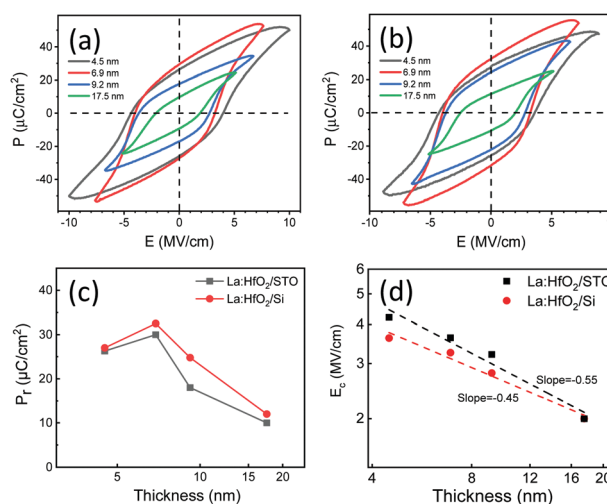 (a)
4.5 nm
6.9 nm
9.2 nm
17.5 nm
P (μC/cm²)
40
20
0
-20
-40
-10 -5 0 5 10
E (MV/cm)
(b)
4.5 nm
6.9 nm
9.2 nm
17.5 nm
P (μC/cm²)
40
20
0
-20
-40
-5 0 5
E (MV/cm)
(c)
La:HfO₂/STO
La:HfO₂/Si
Pr (μC/cm²)
40
30
20
10
0
5 10 15 20
Thickness (nm)
(d)
La:HfO₂/STO
La:HfO₂/Si
Slope=-0.55
Slope=-0.45
Ec (MV/cm)
6
5
4
3
2
4 8 12 16 20
Thickness (nm)